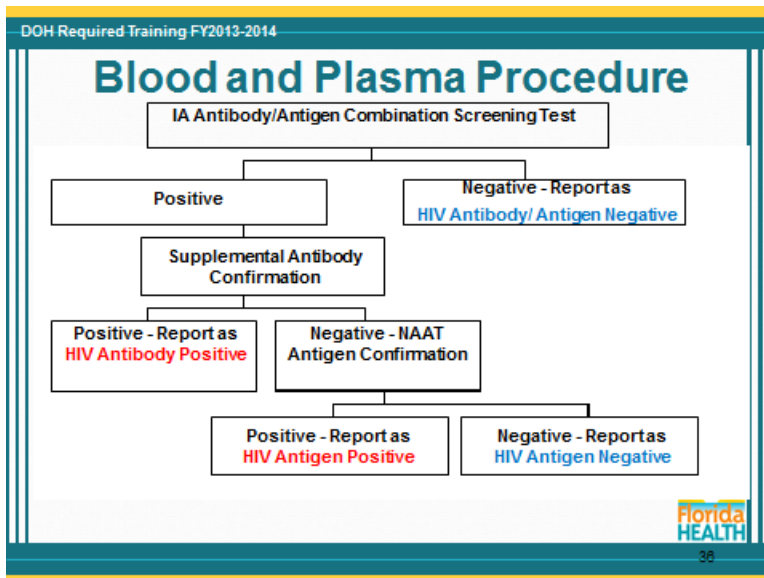 DOH Required Training FY2013-2014
Blood and Plasma Procedure
IA Antibody/Antigen Combination Screening Test
Positive
Negative - Report as
HIV Antibody/ Antigen Negative
Supplemental Antibody
Confirmation
Positive - Report as
HIV Antibody Positive
Negative - NAAT
Antigen Confirmation
Positive - Report as
HIV Antigen Positive
Negative - Report as
HIV Antigen Negative
Florida
HEALTH
36